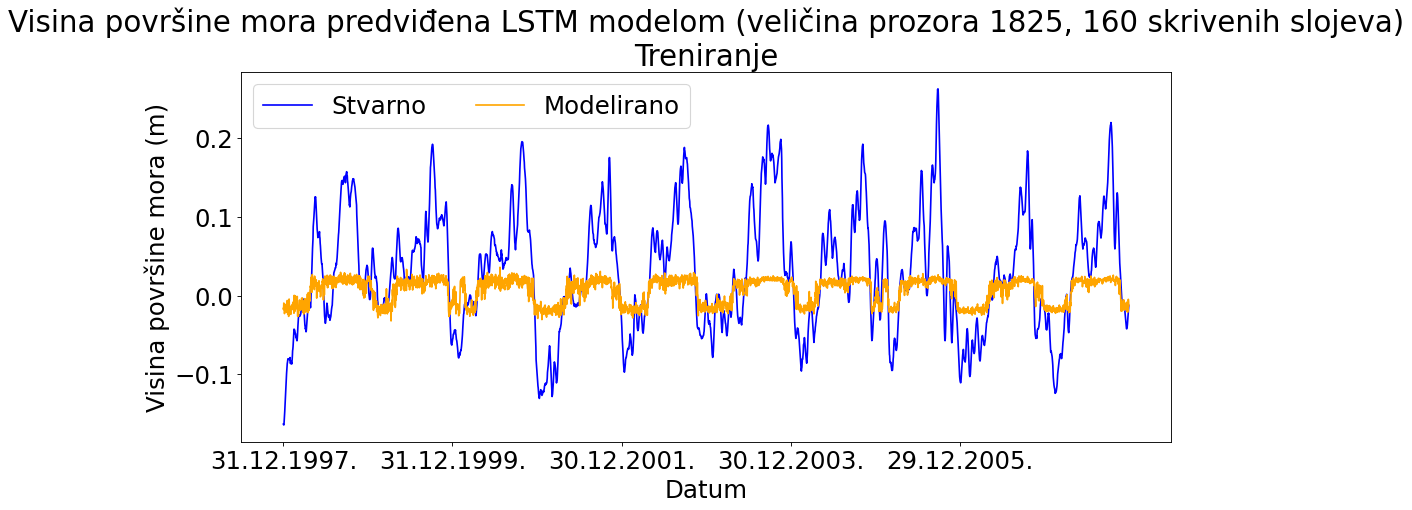 Visina površine mora predviđena LSTM modelom (veličina prozora 1825, 160 skrivenih slojeva)
Treniranje
Stvarno
Modelirano
Visina površine mora (m)
0.2
0.1
0.0
−0.1
31.12.1997.
31.12.1999.
30.12.2001.
30.12.2003.
29.12.2005.
Datum